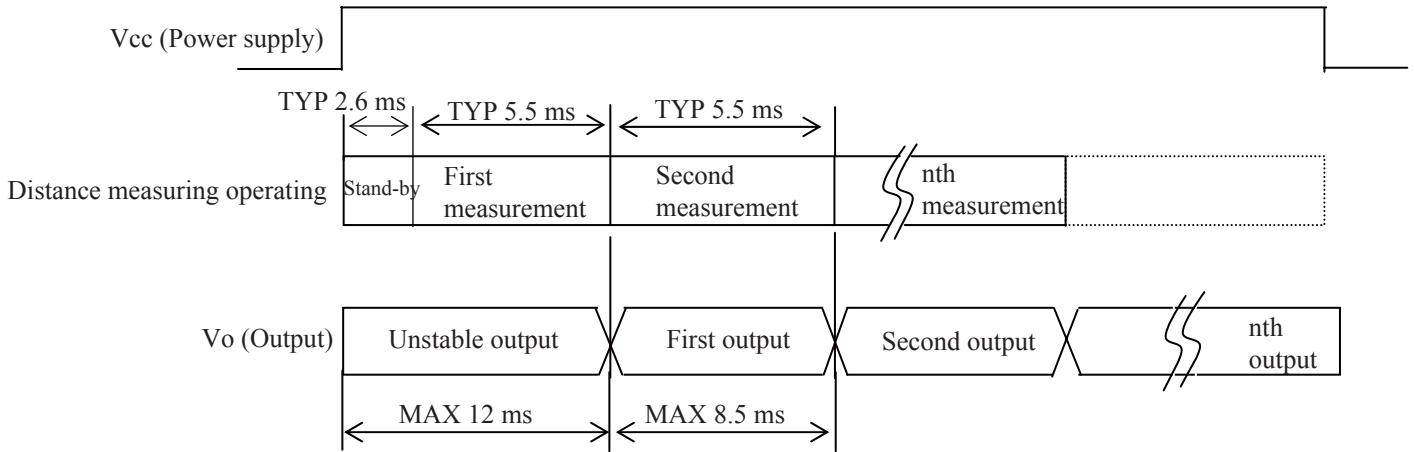 Vcc (Power supply)
TYP 2.6 ms
TYP 5.5 ms
TYP 5.5 ms
Distance measuring operating
Stand-by
First
measurement
Second
measurement
nth
measurement
Vo (Output)
Unstable output
First output
Second output
nth
output
MAX 12 ms
MAX 8.5 ms